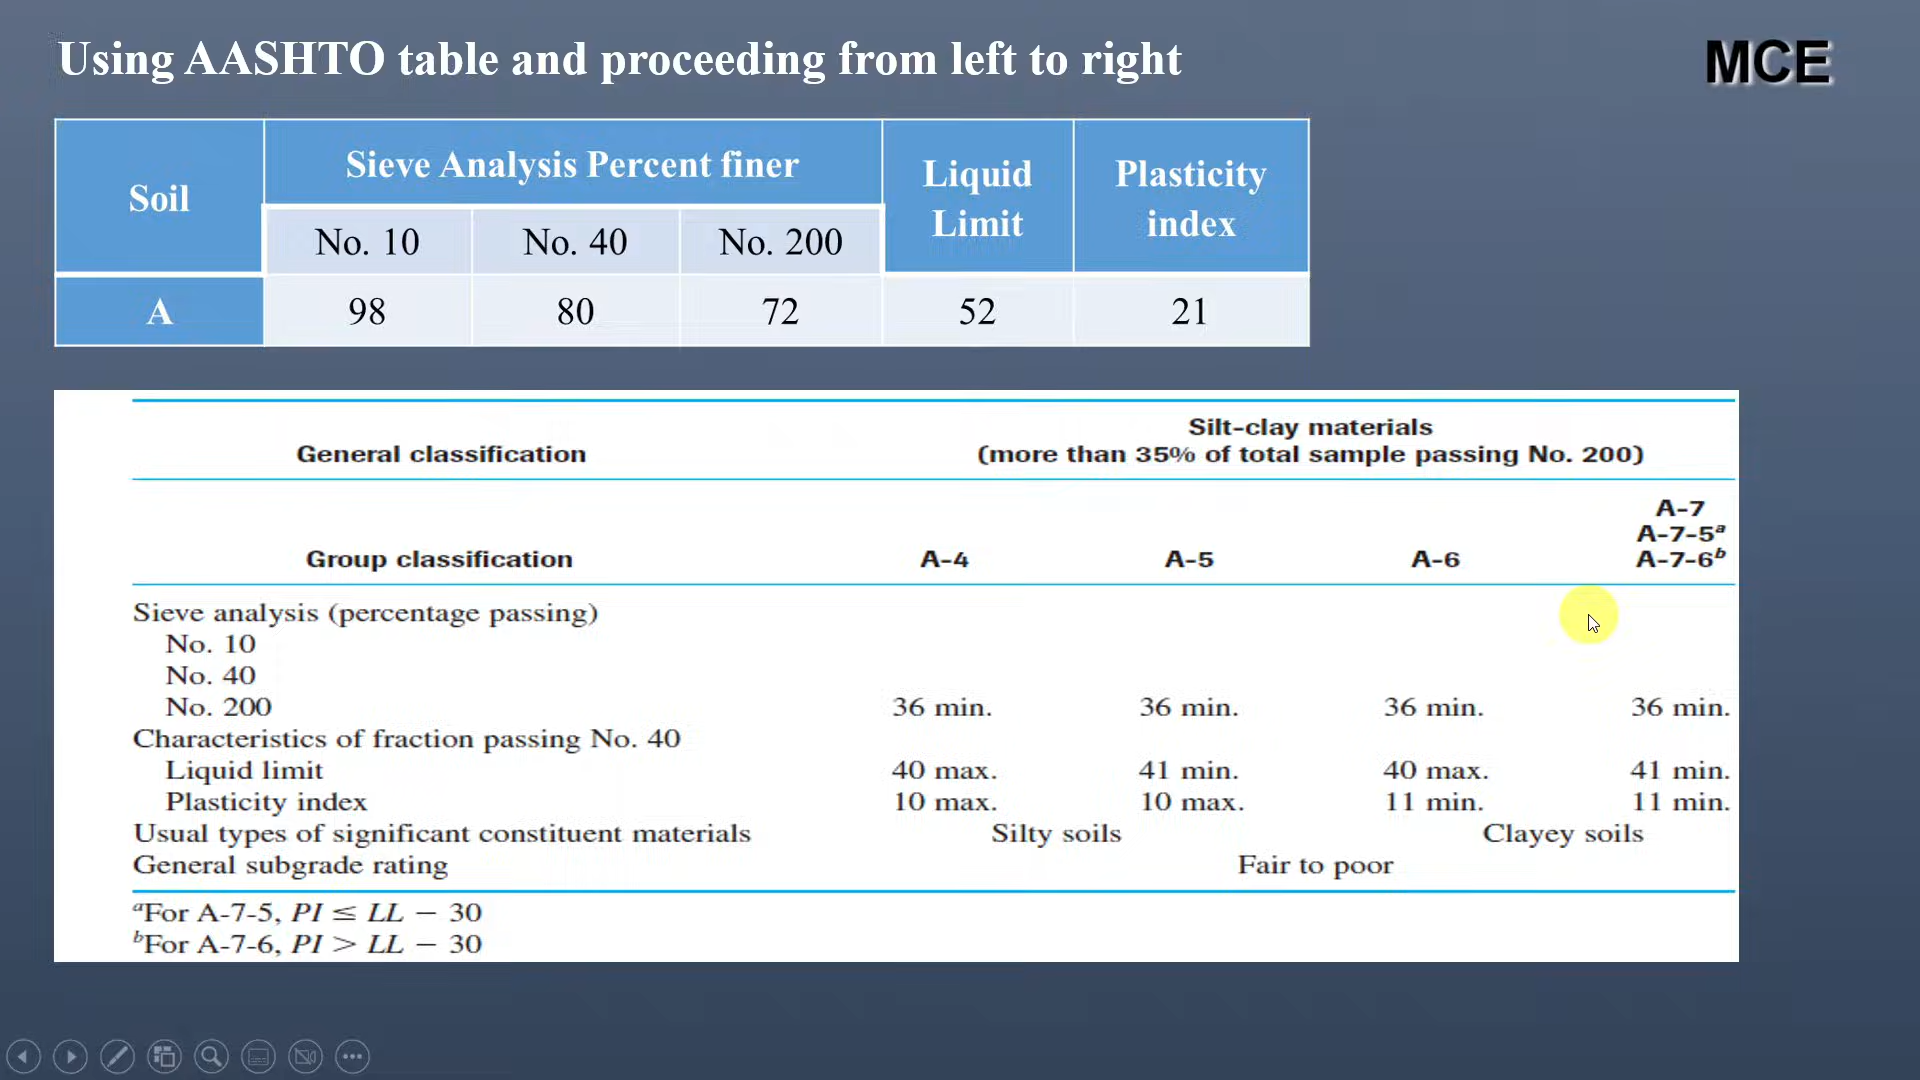 Using AASHTO table and proceeding from left to right
MCE
Soil
Sieve Analysis Percent finer
Liquid Limit
Plasticity index
No. 10 No. 40 No. 200
A 98 80 72 52 21
General classification
Silt-clay materials
(more than 35% of total sample passing No. 200)
Group classification A-4 A-5 A-6
A-7
A-7-5ᵃ
A-7-6ᵇ
Sieve analysis (percentage passing)
No. 10
No. 40
No. 200 36 min. 36 min. 36 min. 36 min.
Characteristics of fraction passing No. 40
Liquid limit 40 max. 41 min. 40 max. 41 min.
Plasticity index 10 max. 10 max. 11 min. 11 min.
Usual types of significant constituent materials Silty soils Clayey soils
General subgrade rating Fair to poor
ᵃFor A-7-5, PI ≤ LL − 30
ᵇFor A-7-6, PI > LL − 30